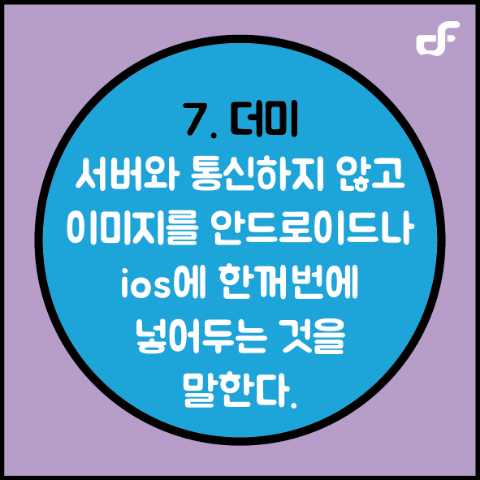 7. 더미
서버와 통신하지 않고
이미지를 안드로이드나
ios에 한꺼번에
넣어두는 것을
말한다.